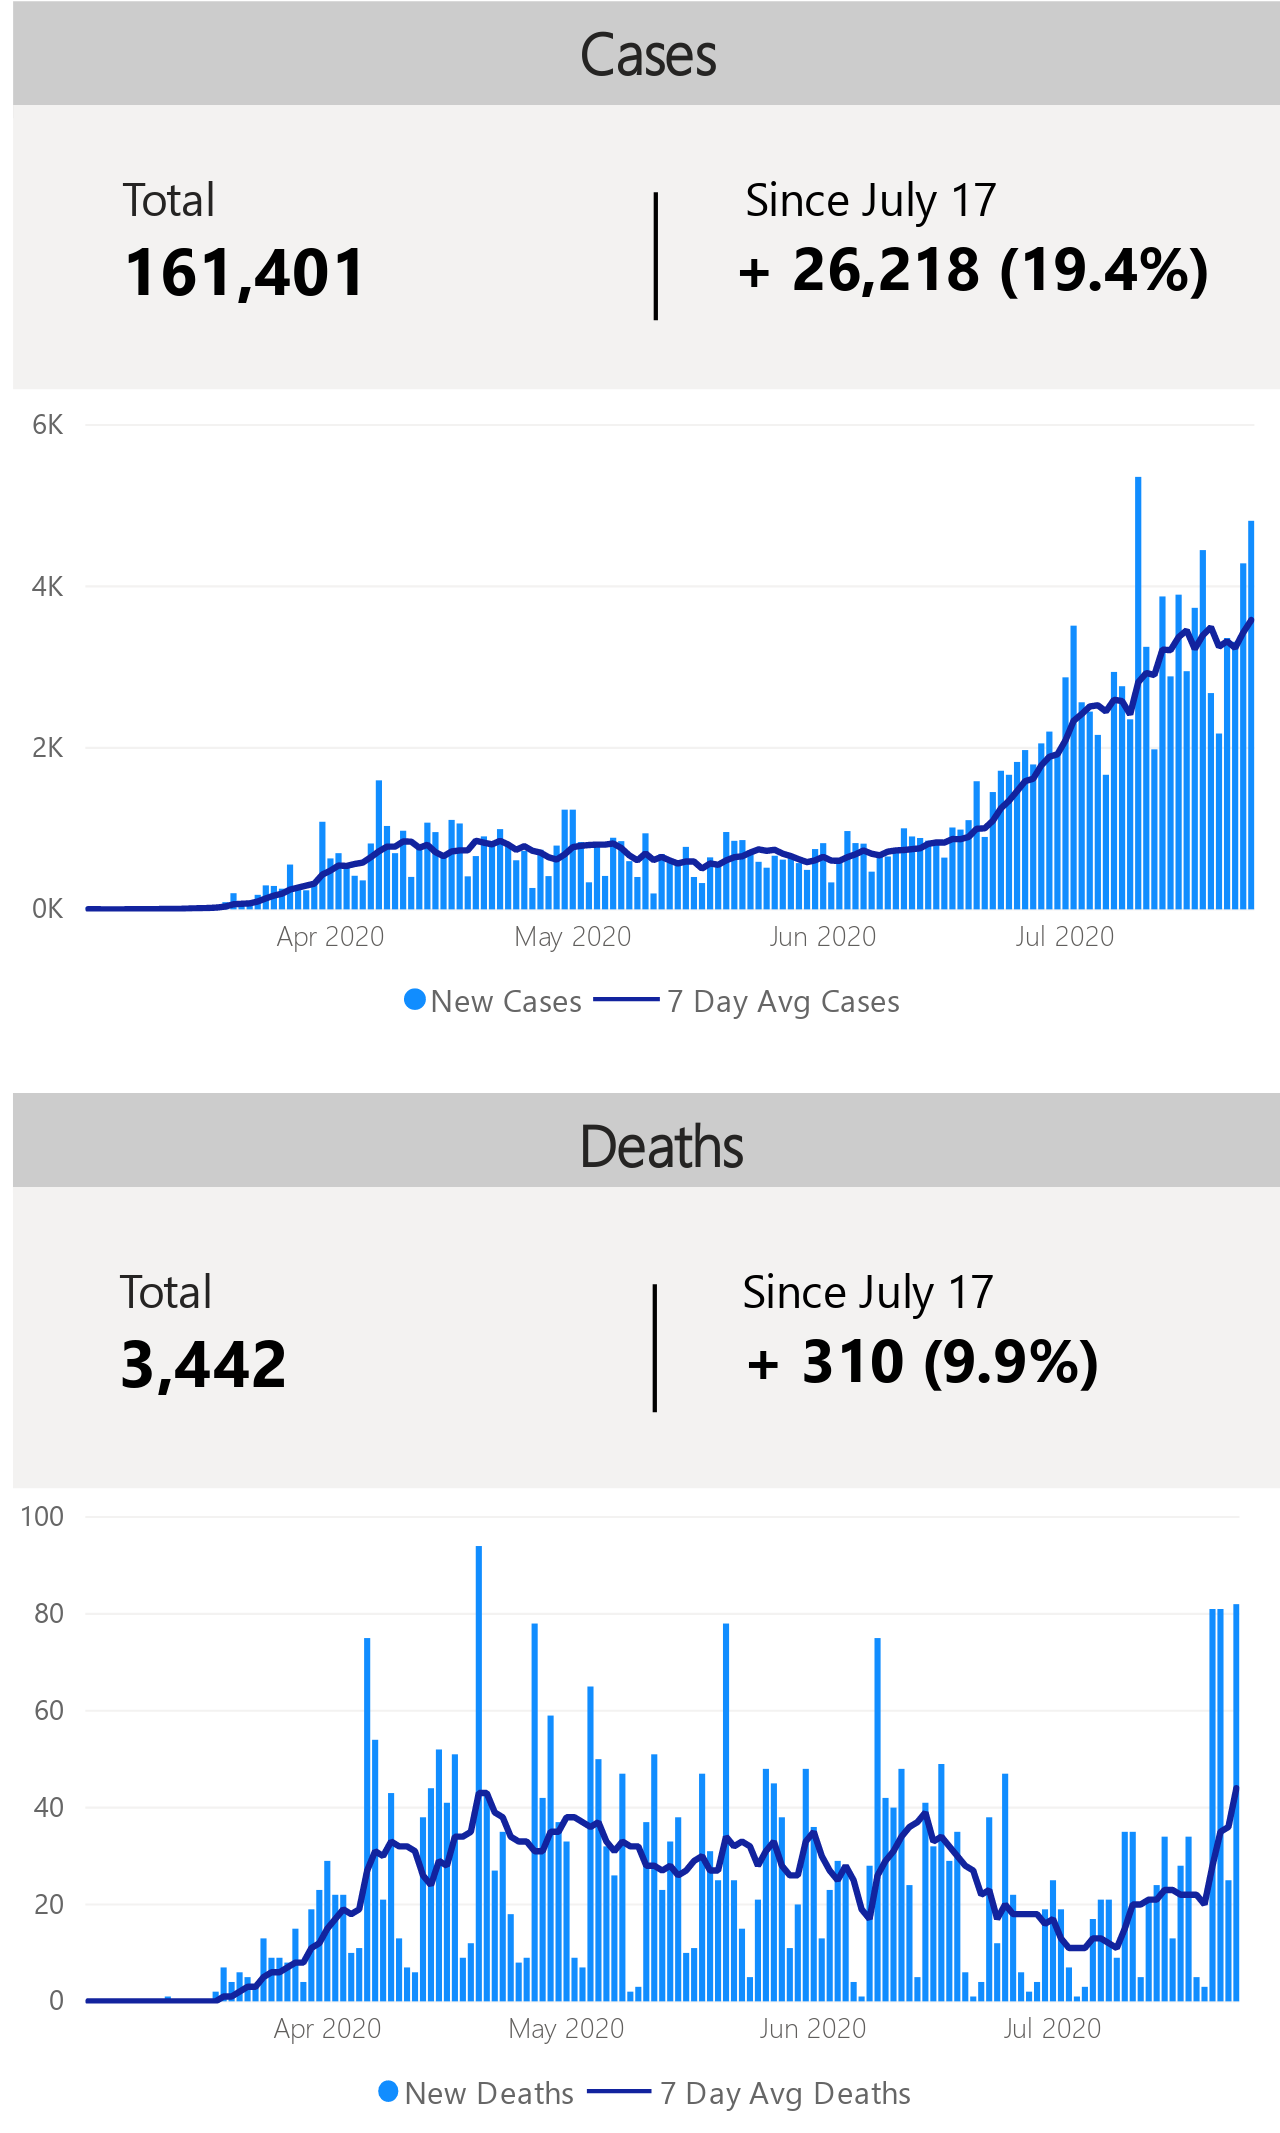 Cases
Total
Since July 17
161,401
+ 26,218 (19.4%)
6K
4K
2K
0K
Apr 2020
May 2020
Jun 2020
Jul 2020
New Cases
7 Day Avg Cases
Deaths
Total
Since July 17
3,442
+ 310 (9.9%)
100
80
60
40
20
0
Apr 2020
May 2020
Jun 2020
Jul 2020
New Deaths
7 Day Avg Deaths